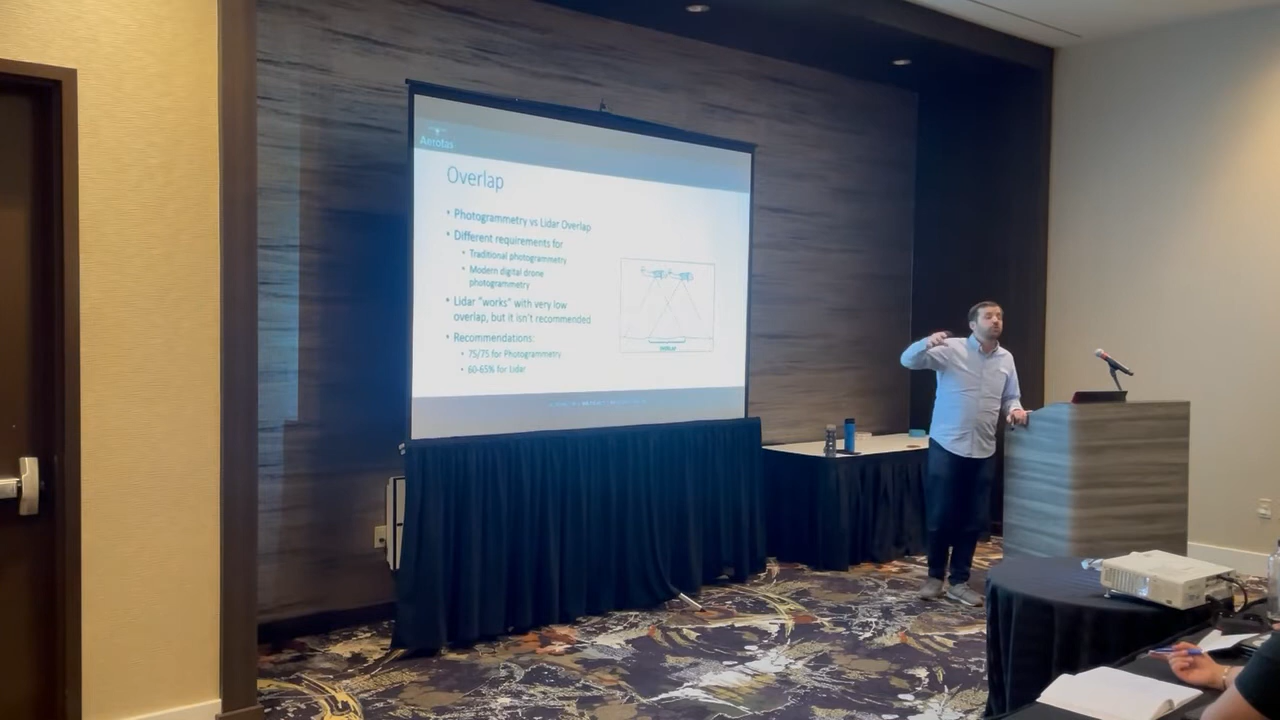 Aerotas
Overlap
• Photogrammetry vs Lidar Overlap
• Different requirements for
• Traditional photogrammetry
• Modern digital drone
photogrammetry
• Lidar "works" with very low
overlap, but it isn't recommended
• Recommendations:
• 75/75 for Photogrammetry
• 60-65% for Lidar
OVERLAP